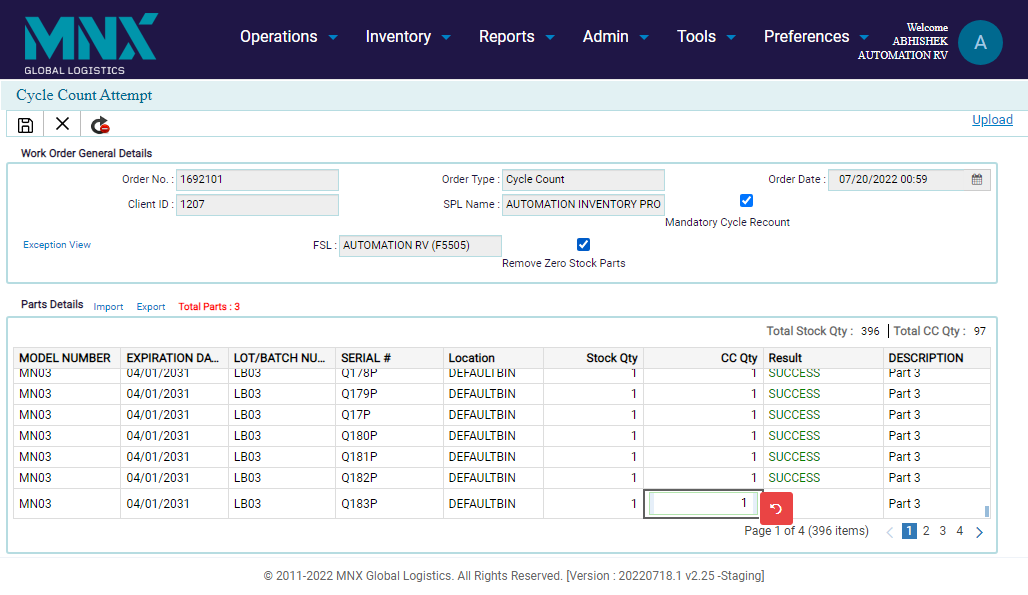 MNX
GLOBAL LOGISTICS
Operations Inventory Reports Admin Tools Preferences
Welcome
ABHISHEK
AUTOMATION RV
A
Cycle Count Attempt
Upload
Work Order General Details
Order No. : 1692101 Order Type : Cycle Count Order Date : 07/20/2022 00:59
Client ID : 1207 SPL Name : AUTOMATION INVENTORY PRO
Mandatory Cycle Recount
Exception View FSL : AUTOMATION RV (F5505)
Remove Zero Stock Parts
Parts Details Import Export Total Parts : 3
Total Stock Qty : 396 Total CC Qty : 97
MODEL NUMBER EXPIRATION DA... LOT/BATCH NU... SERIAL # Location Stock Qty CC Qty Result DESCRIPTION
MN03 04/01/2031 LB03 Q178P DEFAULTBIN 1 1 SUCCESS Part 3
MN03 04/01/2031 LB03 Q179P DEFAULTBIN 1 1 SUCCESS Part 3
MN03 04/01/2031 LB03 Q17P DEFAULTBIN 1 1 SUCCESS Part 3
MN03 04/01/2031 LB03 Q180P DEFAULTBIN 1 1 SUCCESS Part 3
MN03 04/01/2031 LB03 Q181P DEFAULTBIN 1 1 SUCCESS Part 3
MN03 04/01/2031 LB03 Q182P DEFAULTBIN 1 1 SUCCESS Part 3
MN03 04/01/2031 LB03 Q183P DEFAULTBIN 1 1 Part 3
Page 1 of 4 (396 items) 1 2 3 4
© 2011-2022 MNX Global Logistics. All Rights Reserved. [Version : 20220718.1 v2.25 -Staging]